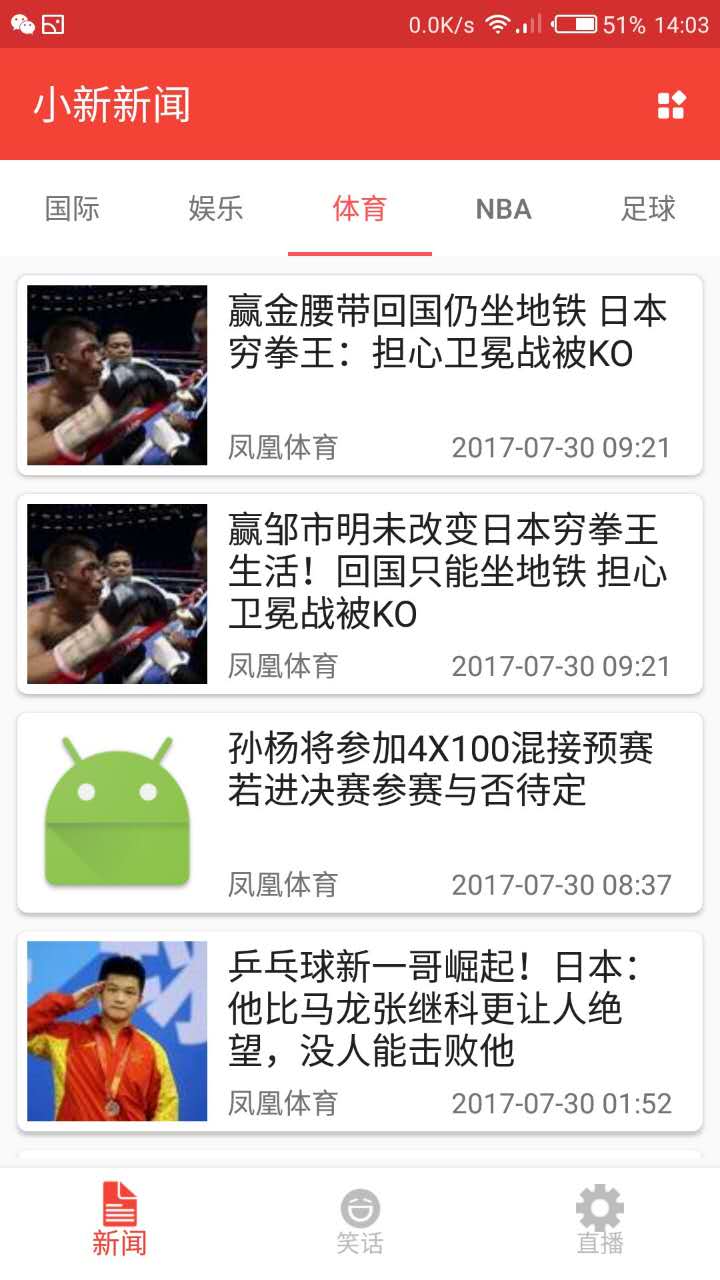 0.0K/s 51% 14:03
小新新闻
国际 娱乐 体育 NBA 足球
赢金腰带回国仍坐地铁 日本
穷拳王：担心卫冕战被KO
凤凰体育 2017-07-30 09:21
赢邹市明未改变日本穷拳王
生活！回国只能坐地铁 担心
卫冕战被KO
凤凰体育 2017-07-30 09:21
孙杨将参加4X100混接预赛
若进决赛参赛与否待定
凤凰体育 2017-07-30 08:37
乒乓球新一哥崛起！日本：
他比马龙张继科更让人绝
望，没人能击败他
凤凰体育 2017-07-30 01:52
新闻 笑话 直播